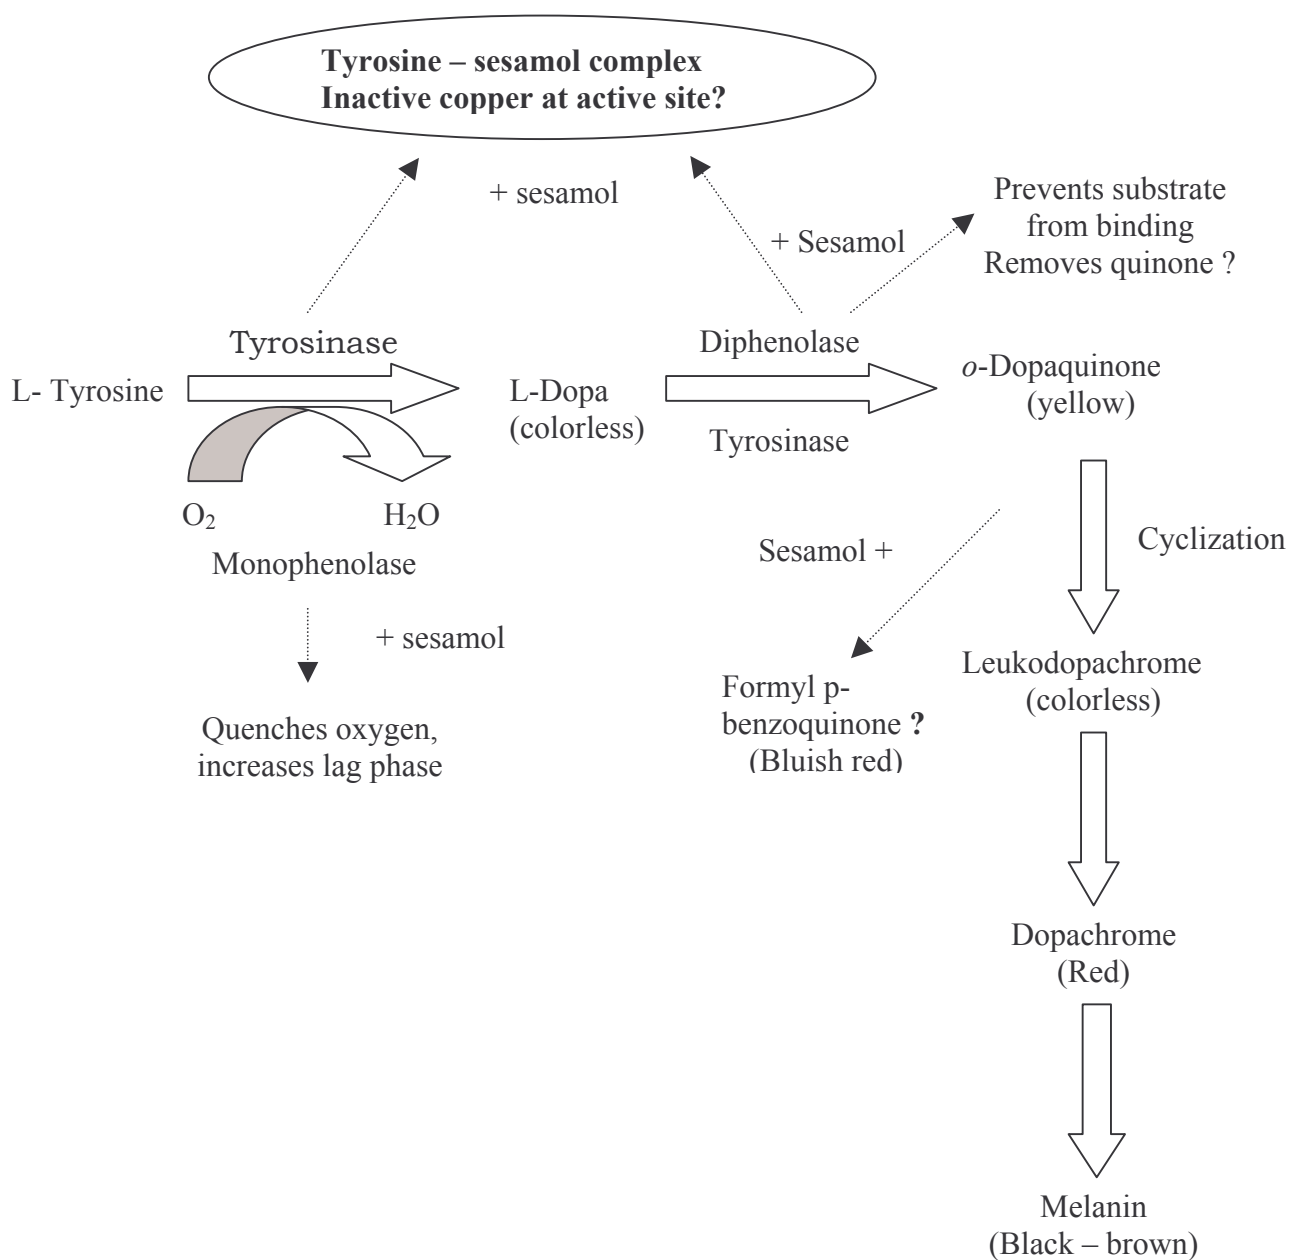 Tyrosine – sesamol complex
Inactive copper at active site?
+ sesamol
Prevents substrate
from binding
Removes quinone ?
+ Sesamol
Tyrosinase
Diphenolase
L- Tyrosine
L-Dopa
(colorless)
o-Dopaquinone
(yellow)
Tyrosinase
O₂
H₂O
Monophenolase
Sesamol +
Cyclization
+ sesamol
Quenches oxygen,
increases lag phase
Formyl p-
benzoquinone ?
(Bluish red)
Leukodopachrome
(colorless)
Dopachrome
(Red)
Melanin
(Black – brown)